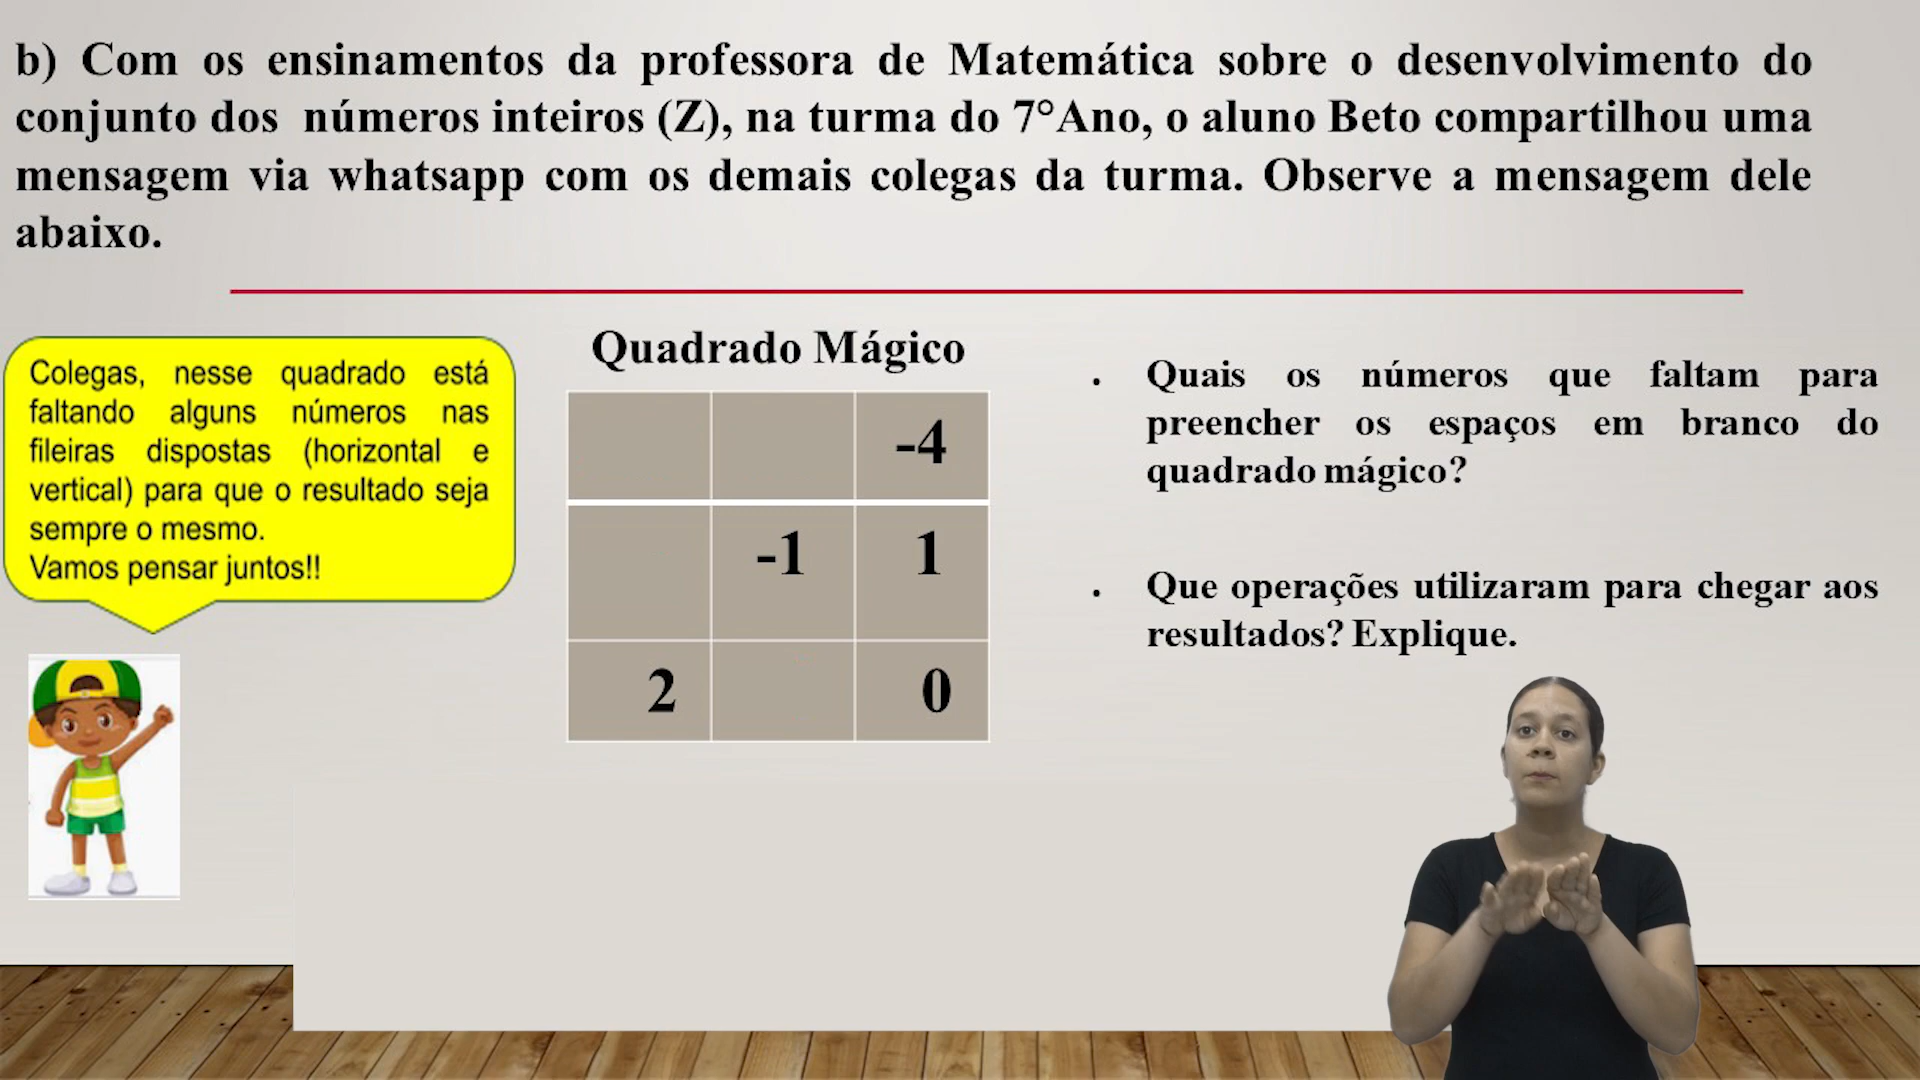 b) Com os ensinamentos da professora de Matemática sobre o desenvolvimento do
conjunto dos números inteiros (Z), na turma do 7°Ano, o aluno Beto compartilhou uma
mensagem via whatsapp com os demais colegas da turma. Observe a mensagem dele
abaixo.
Colegas, nesse quadrado está
faltando alguns números nas
fileiras dispostas (horizontal e
vertical) para que o resultado seja
sempre o mesmo.
Vamos pensar juntos!!
Quadrado Mágico
-4
-1 1
2 0
. Quais os números que faltam para
preencher os espaços em branco do
quadrado mágico?
. Que operações utilizaram para chegar aos
resultados? Explique.